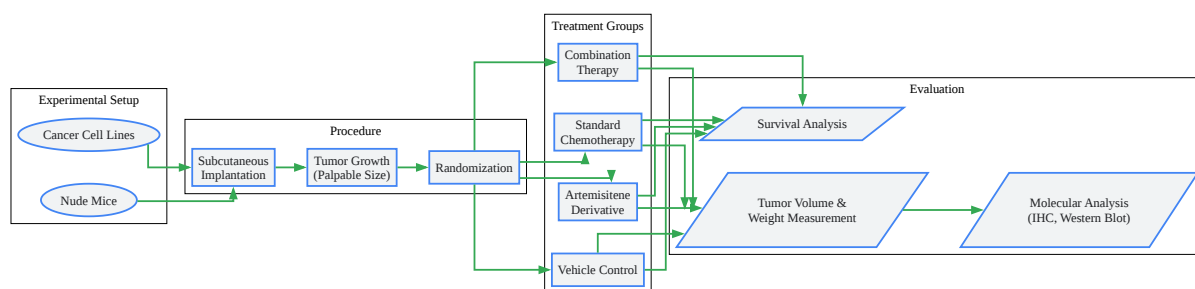 Experimental Setup
Cancer Cell Lines
Nude Mice
Procedure
Subcutaneous
Implantation
Tumor Growth
(Palpable Size)
Randomization
Treatment Groups
Combination
Therapy
Standard
Chemotherapy
Artemisitene
Derivative
Vehicle Control
Evaluation
Survival Analysis
Tumor Volume &
Weight Measurement
Molecular Analysis
(IHC, Western Blot)